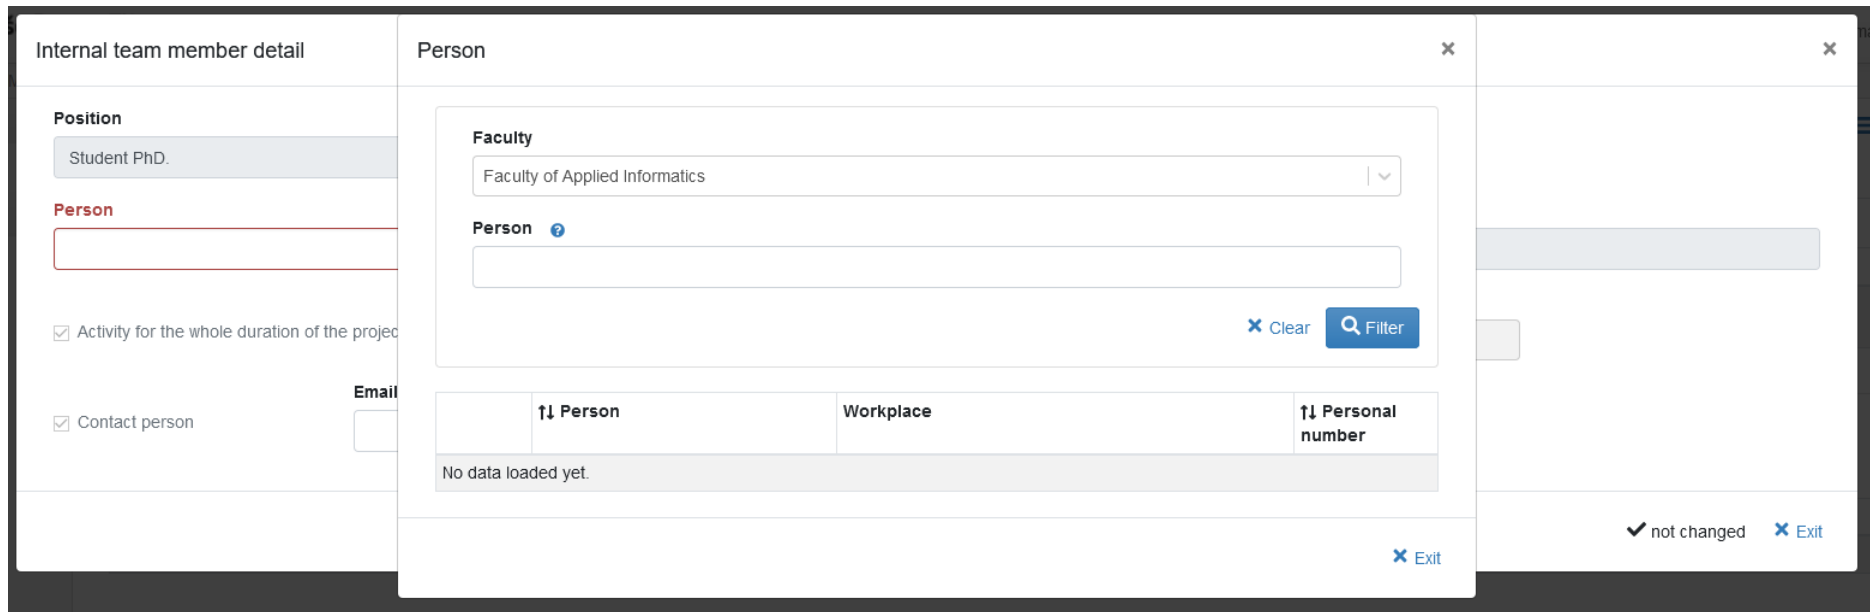 Internal team member detail
Position
Student PhD.
Person
Activity for the whole duration of the projec
Email
Contact person
Person
Faculty
Faculty of Applied Informatics
Person
Clear
Filter
Person
Workplace
Personal
number
No data loaded yet.
Exit
not changed
Exit